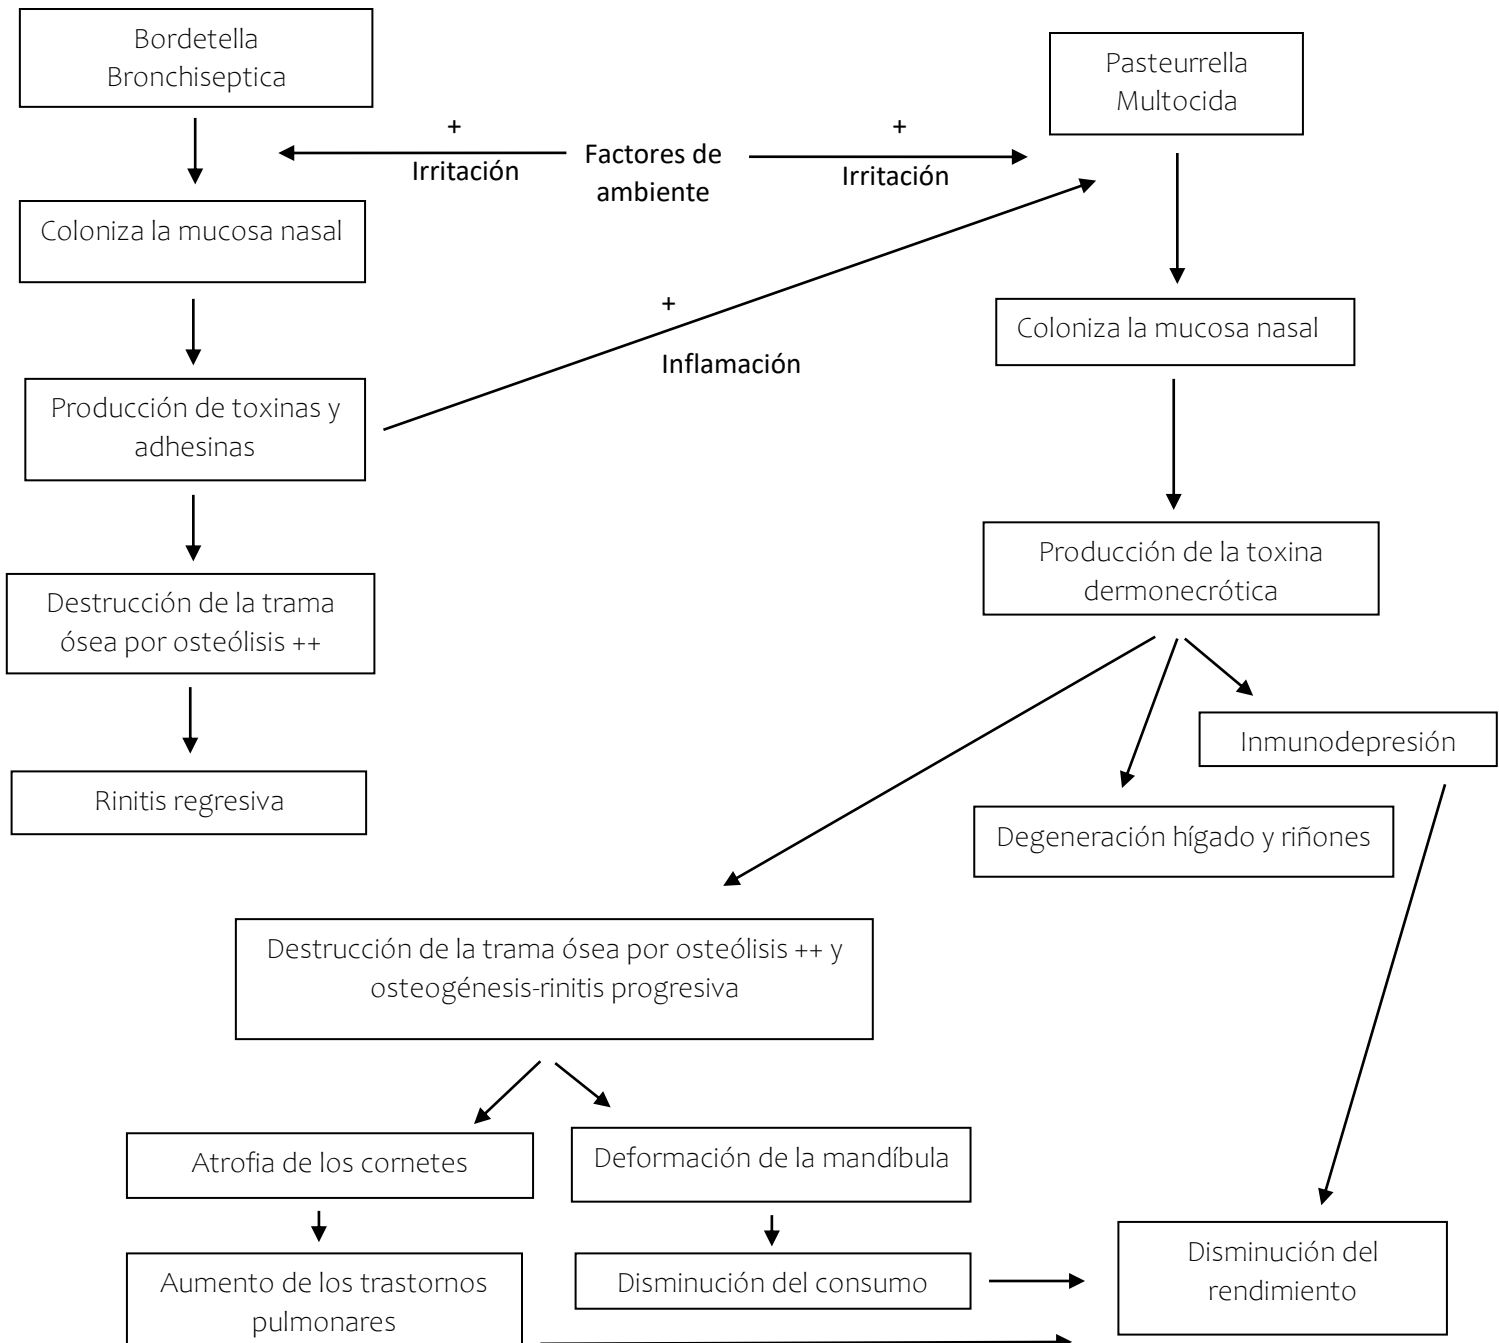 Bordetella
Bronchiseptica
Pasteurrella
Multocida
+
Irritación
Factores de
ambiente
+
Irritación
Coloniza la mucosa nasal
+
Inflamación
Coloniza la mucosa nasal
Producción de toxinas y
adhesinas
Producción de la toxina
dermonecrótica
Destrucción de la trama
ósea por osteólisis ++
Inmunodepresión
Rinitis regresiva
Degeneración hígado y riñones
Destrucción de la trama ósea por osteólisis ++ y
osteogénesis-rinitis progresiva
Atrofia de los cornetes
Deformación de la mandíbula
Aumento de los trastornos
pulmonares
Disminución del consumo
Disminución del
rendimiento